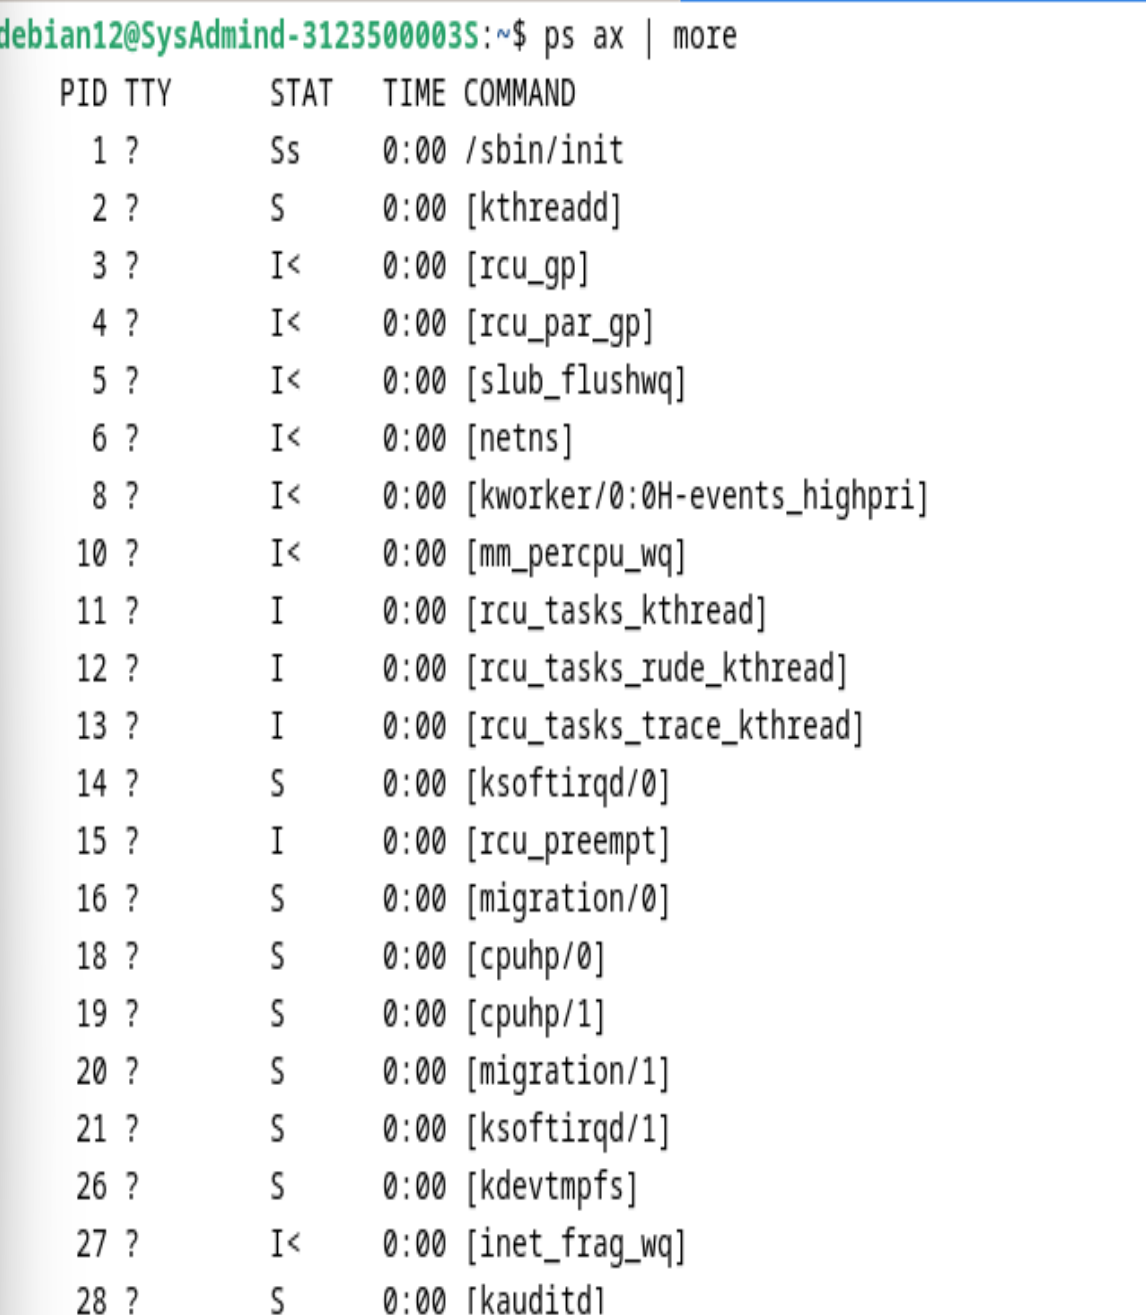 debian12@SysAdmind-3123500003S:~$ ps ax | more
PID TTY STAT TIME COMMAND
1 ? Ss 0:00 /sbin/init
2 ? S 0:00 [kthreadd]
3 ? I< 0:00 [rcu_gp]
4 ? I< 0:00 [rcu_par_gp]
5 ? I< 0:00 [slub_flushwq]
6 ? I< 0:00 [netns]
8 ? I< 0:00 [kworker/0:0H-events_highpri]
10 ? I< 0:00 [mm_percpu_wq]
11 ? I 0:00 [rcu_tasks_kthread]
12 ? I 0:00 [rcu_tasks_rude_kthread]
13 ? I 0:00 [rcu_tasks_trace_kthread]
14 ? S 0:00 [ksoftirqd/0]
15 ? I 0:00 [rcu_preempt]
16 ? S 0:00 [migration/0]
18 ? S 0:00 [cpuhp/0]
19 ? S 0:00 [cpuhp/1]
20 ? S 0:00 [migration/1]
21 ? S 0:00 [ksoftirqd/1]
26 ? S 0:00 [kdevtmpfs]
27 ? I< 0:00 [inet_frag_wq]
28 ? S 0:00 [kauditd]